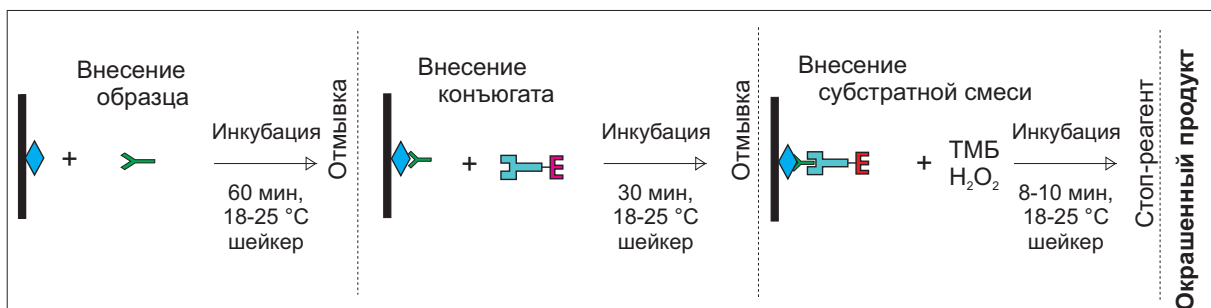 Внесение
образца
+
Инкубация
60 мин,
18-25 °C
шейкер
Отмывка
Внесение
конъюгата
+
E
Инкубация
30 мин,
18-25 °C
шейкер
Отмывка
Внесение
субстратной смеси
E
+
ТМБ
H₂O₂
Инкубация
8-10 мин,
18-25 °C
шейкер
Стоп-реагент
Окрашенный продукт